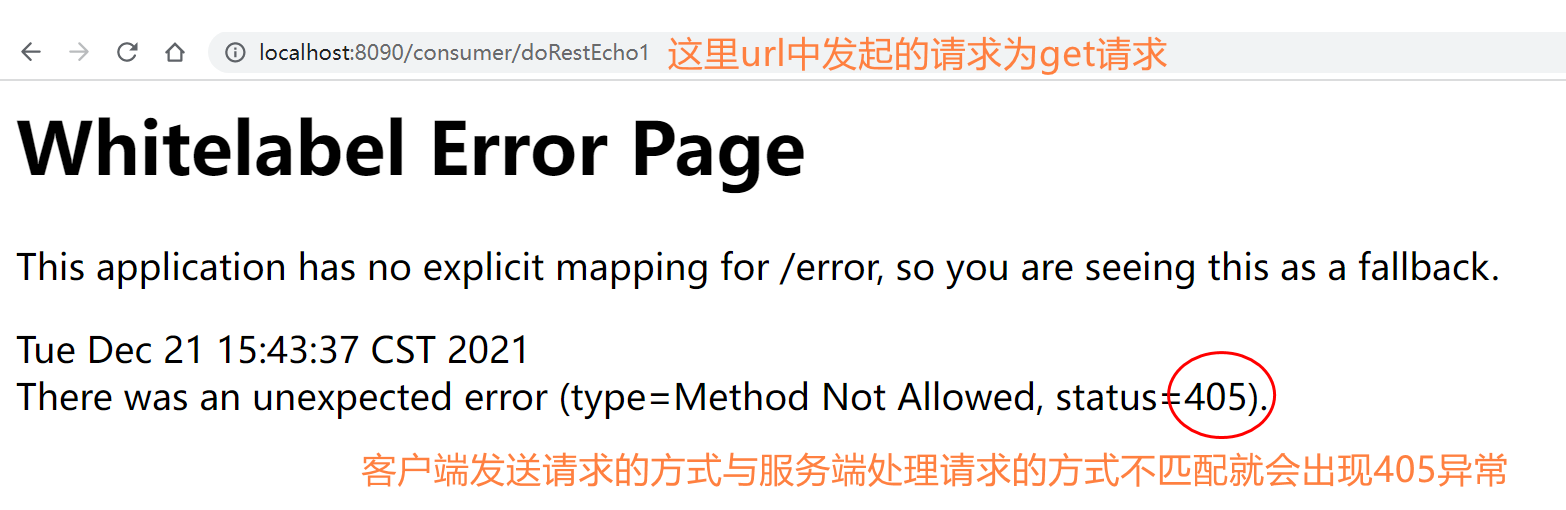 localhost:8090/consumer/doRestEcho1 这里url中发起的请求为get请求
Whitelabel Error Page
This application has no explicit mapping for /error, so you are seeing this as a fallback.
Tue Dec 21 15:43:37 CST 2021
There was an unexpected error (type=Method Not Allowed, status=405).
客户端发送请求的方式与服务端处理请求的方式不匹配就会出现405异常